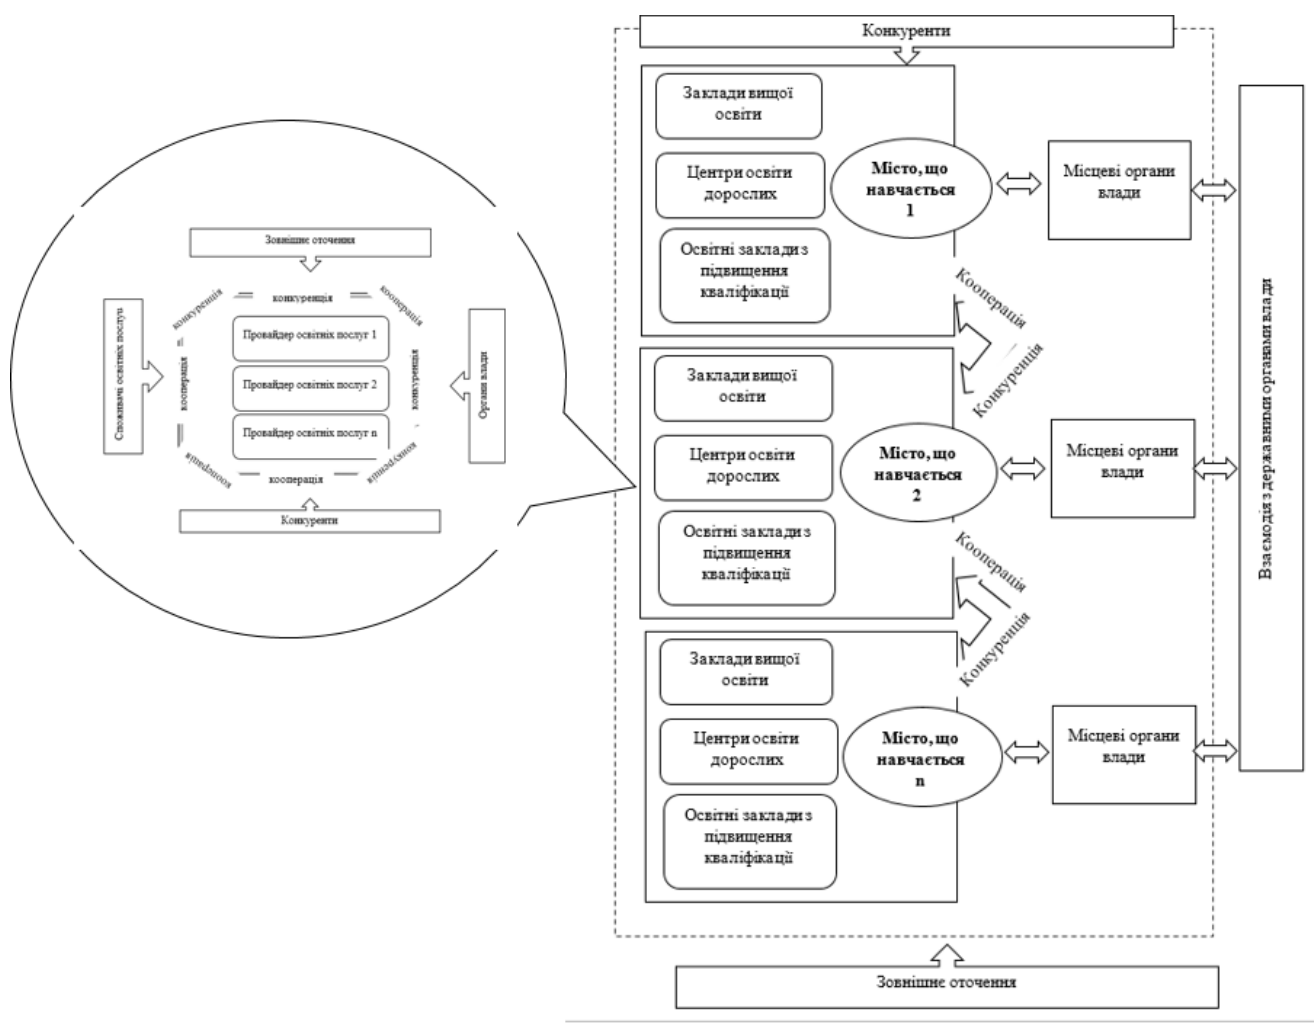 Конкуренти
Зовнішнє оточення
Споживачі освітніх послуг
Органи влади
конкуренція
конкуренція
кооперація
кооперація
конкуренція
Провайдер освітніх послуг 1
Провайдер освітніх послуг 2
Провайдер освітніх послуг n
кооперація
кооперація
конкуренція
Конкуренти
Заклади вищої
освіти
Центри освіти
дорослих
Освітні заклади з
підвищення
кваліфікації
Місто, що
навчається
1
Місцеві органи
влади
Кооперація
Конкуренція
Заклади вищої
освіти
Центри освіти
дорослих
Освітні заклади з
підвищення
кваліфікації
Місто, що
навчається
2
Місцеві органи
влади
Кооперація
Конкуренція
Заклади вищої
освіти
Центри освіти
дорослих
Освітні заклади з
підвищення
кваліфікації
Місто, що
навчається
n
Місцеві органи
влади
Взаємодія з державними органами влади
Зовнішнє оточення